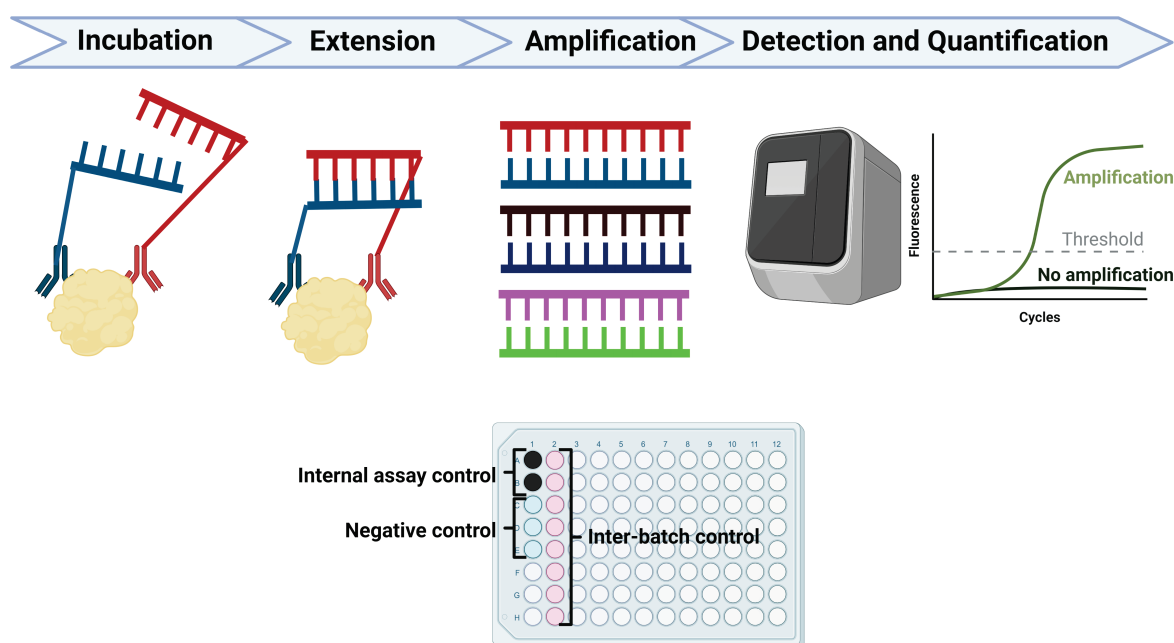 Incubation
Extension
Amplification
Detection and Quantification
Fluorescence
Amplification
Threshold
No amplification
Cycles
1 2 3 4 5 6 7 8 9 10 11 12
A
Internal assay control
B
C
Negative control
D
Inter-batch control
E
F
G
H